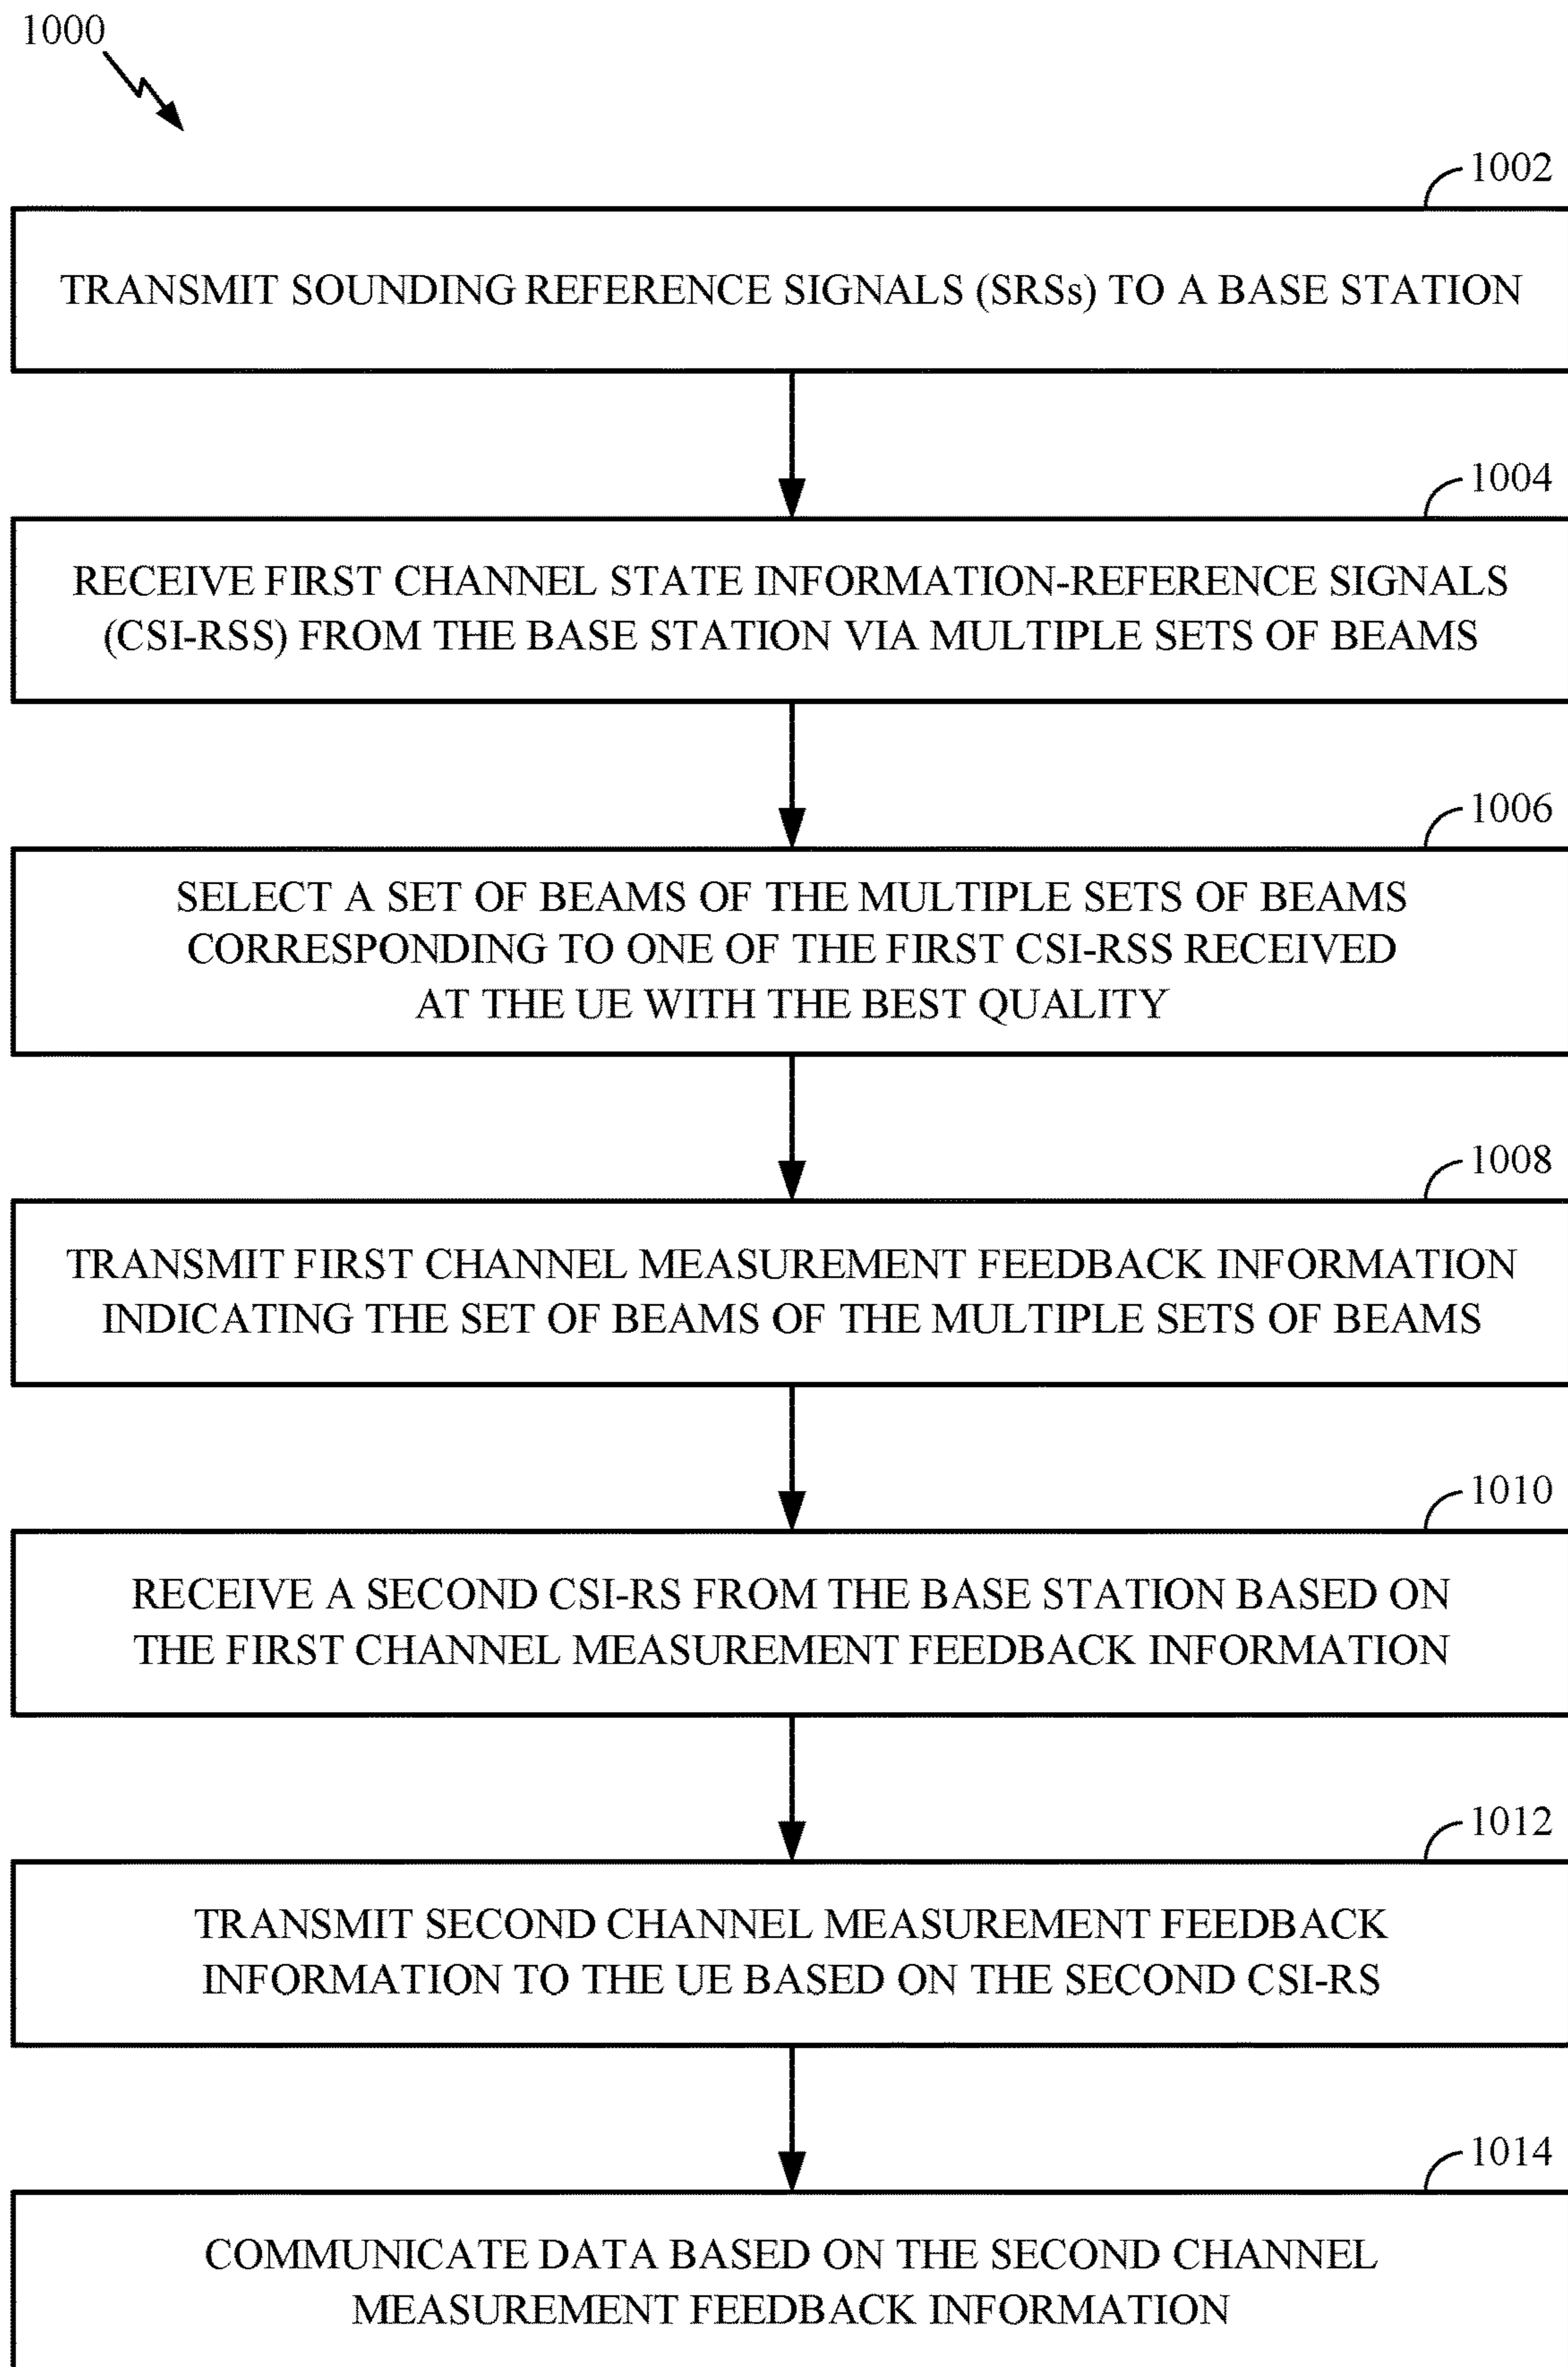 1000
1002
TRANSMIT SOUNDING REFERENCE SIGNALS (SRSs) TO A BASE STATION
1004
RECEIVE FIRST CHANNEL STATE INFORMATION-REFERENCE SIGNALS
(CSI-RSS) FROM THE BASE STATION VIA MULTIPLE SETS OF BEAMS
1006
SELECT A SET OF BEAMS OF THE MULTIPLE SETS OF BEAMS
CORRESPONDING TO ONE OF THE FIRST CSI-RSS RECEIVED
AT THE UE WITH THE BEST QUALITY
1008
TRANSMIT FIRST CHANNEL MEASUREMENT FEEDBACK INFORMATION
INDICATING THE SET OF BEAMS OF THE MULTIPLE SETS OF BEAMS
1010
RECEIVE A SECOND CSI-RS FROM THE BASE STATION BASED ON
THE FIRST CHANNEL MEASUREMENT FEEDBACK INFORMATION
1012
TRANSMIT SECOND CHANNEL MEASUREMENT FEEDBACK
INFORMATION TO THE UE BASED ON THE SECOND CSI-RS
1014
COMMUNICATE DATA BASED ON THE SECOND CHANNEL
MEASUREMENT FEEDBACK INFORMATION